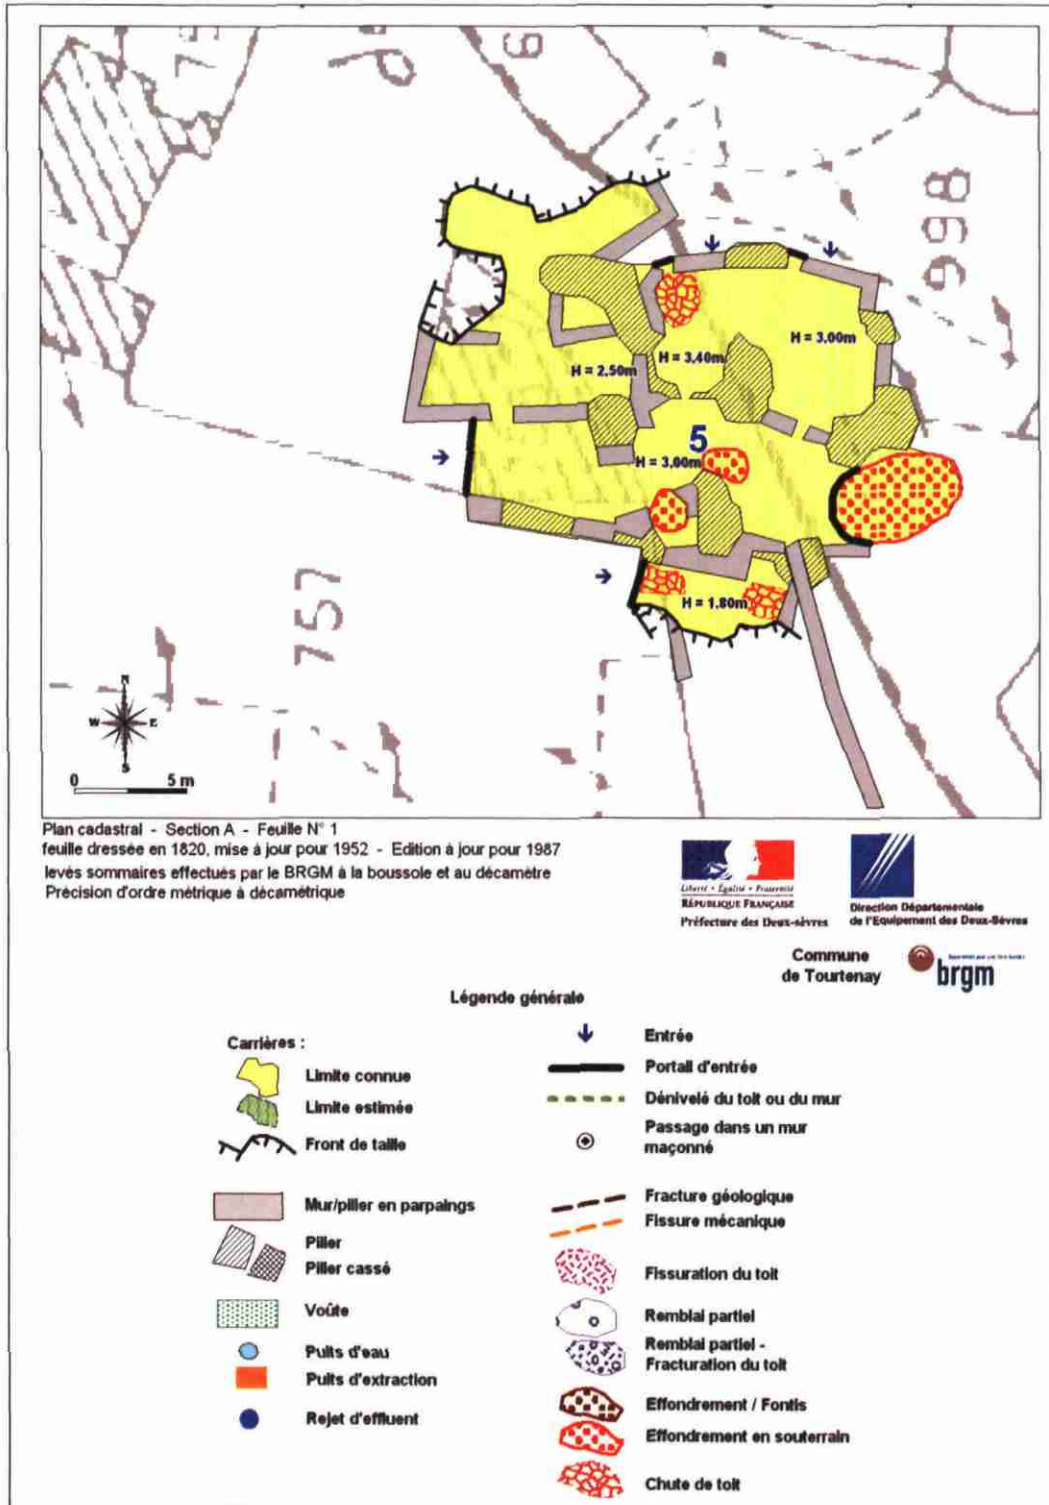 998
5
H = 3,00m
H = 3,40m
H = 2,50m
H = 3,00m
H = 1,80m
757
N
W E
S
0 5 m
Plan cadastral - Section A - Feuille N° 1
feuille dressée en 1820, mise à jour pour 1952 - Edition à jour pour 1987
levés sommaires effectués par le BRGM à la boussole et au décamètre
Précision d'ordre métrique à décamétrique
Liberté • Égalité • Fraternité
RÉPUBLIQUE FRANÇAISE
Préfecture des Deux-sèvres
Direction Départementale
de l'Equipement des Deux-Sèvres
Commune
de Tourtenay
brgm
Légende générale
Carrières :
Limite connue
Limite estimée
Front de taille
Mur/pilier en parpaings
Pilier
Pilier cassé
Voûte
Puits d'eau
Puits d'extraction
Rejet d'effluent
Entrée
Portail d'entrée
Dénivelé du toit ou du mur
Passage dans un mur
maçonné
Fracture géologique
Fissure mécanique
Fissuration du toit
Remblai partiel
Remblai partiel -
Fracturation du toit
Effondrement / Fontis
Effondrement en souterrain
Chute de toit